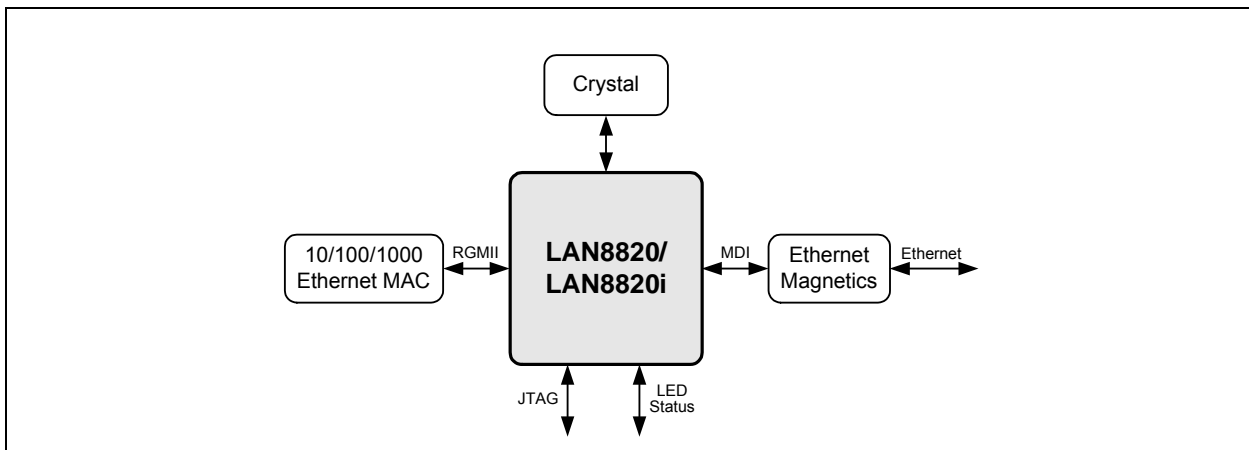 Crystal
10/100/1000
Ethernet MAC
RGMII
LAN8820/
LAN8820i
MDI
Ethernet
Magnetics
Ethernet
JTAG
LED
Status